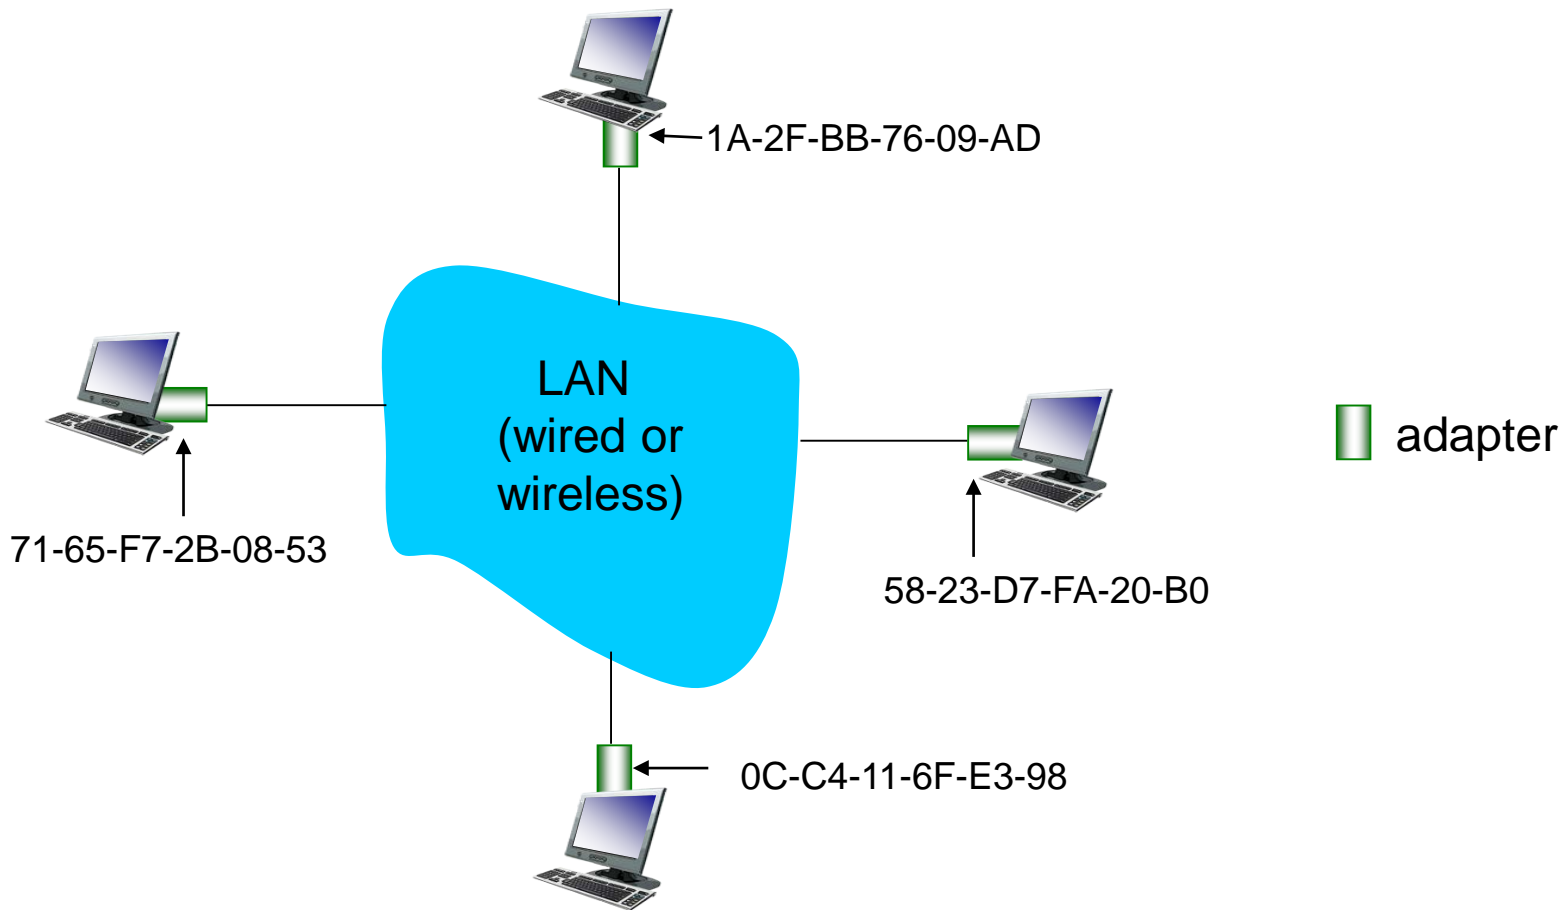 1A-2F-BB-76-09-AD
LAN
(wired or
wireless)
adapter
71-65-F7-2B-08-53
58-23-D7-FA-20-B0
0C-C4-11-6F-E3-98